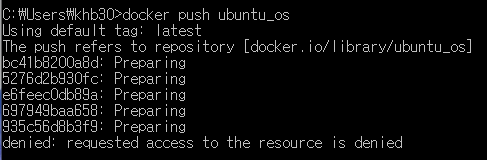 C:₩Users₩khb30>docker push ubuntu_os
Using default tag: latest
The push refers to repository [docker.io/library/ubuntu_os]
bc41b8200a8d: Preparing
5276d2b930fc: Preparing
e6feec0db89a: Preparing
697949baa658: Preparing
935c56d8b3f9: Preparing
denied: requested access to the resource is denied